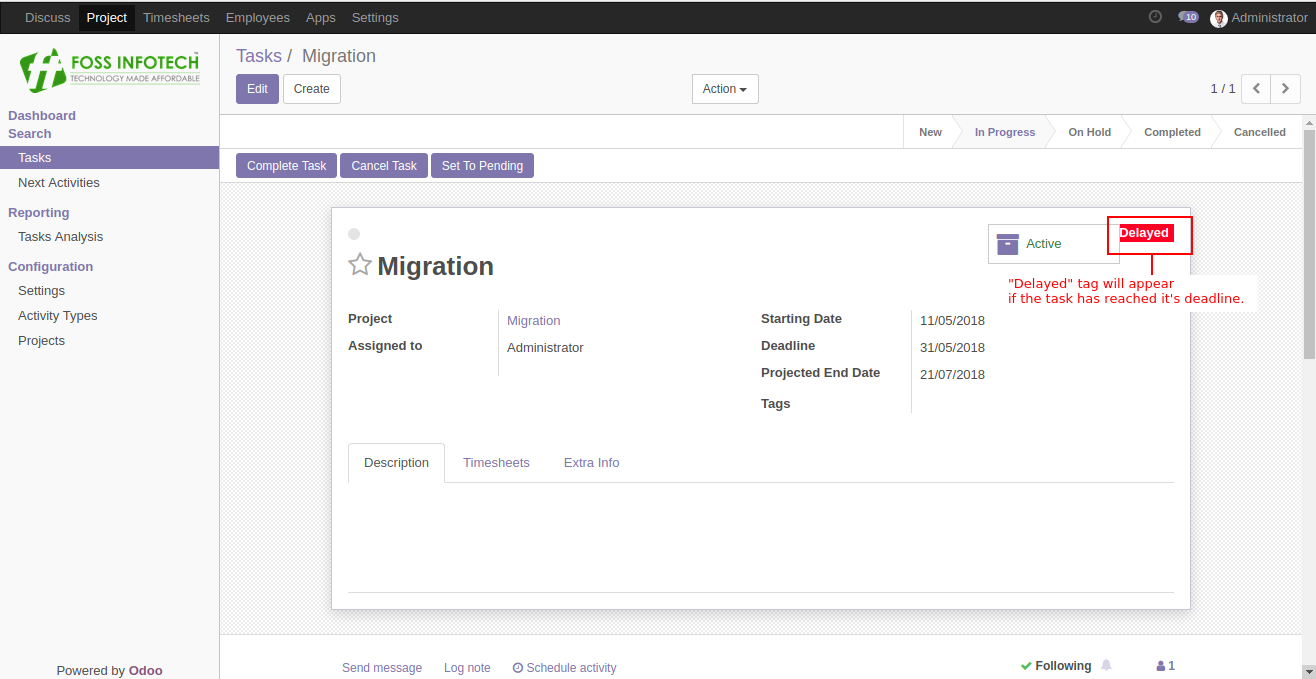 Discuss Project Timesheets Employees Apps Settings 10 Administrator
FOSS INFOTECH
TECHNOLOGY MADE AFFORDABLE
Dashboard
Search
Tasks
Next Activities
Reporting
Tasks Analysis
Configuration
Settings
Activity Types
Projects
Powered by Odoo
Tasks / Migration
Edit Create Action 1 / 1
New In Progress On Hold Completed Cancelled
Complete Task Cancel Task Set To Pending
Active Delayed
Migration
"Delayed" tag will appear
if the task has reached it's deadline.
Project Migration
Assigned to Administrator
Starting Date 11/05/2018
Deadline 31/05/2018
Projected End Date 21/07/2018
Tags
Description Timesheets Extra Info
Send message Log note Schedule activity Following 1